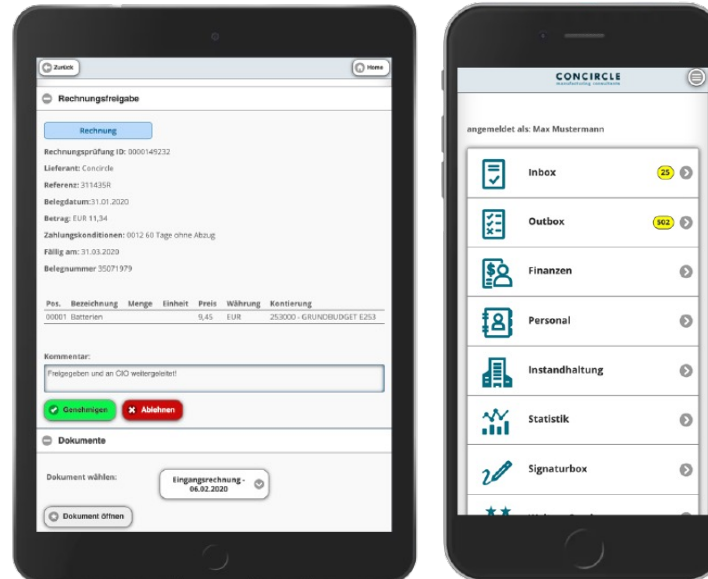 Zurück
Home
Rechnungsfreigabe
Rechnung
Rechnungsprüfung ID: 0000149232
Lieferant: Concircle
Referenz: 311435R
Belegdatum:31.01.2020
Betrag: EUR 11,34
Zahlungskonditionen: 0012 60 Tage ohne Abzug
Fällig am: 31.03.2020
Belegnummer 35071979
Pos. Bezeichnung Menge Einheit Preis Währung Kontierung
00001 Batterien 9,45 EUR 253000 - GRUNDBUDGET E253
Kommentar:
Freigegeben und an CIO weitergeleitet!
Genehmigen
Ablehnen
Dokumente
Dokument wählen:
Eingangsrechnung -
06.02.2020
Dokument öffnen
CONCIRCLE
manufacturing consultants
angemeldet als: Max Mustermann
Inbox 25
Outbox 502
Finanzen
Personal
Instandhaltung
Statistik
Signaturbox